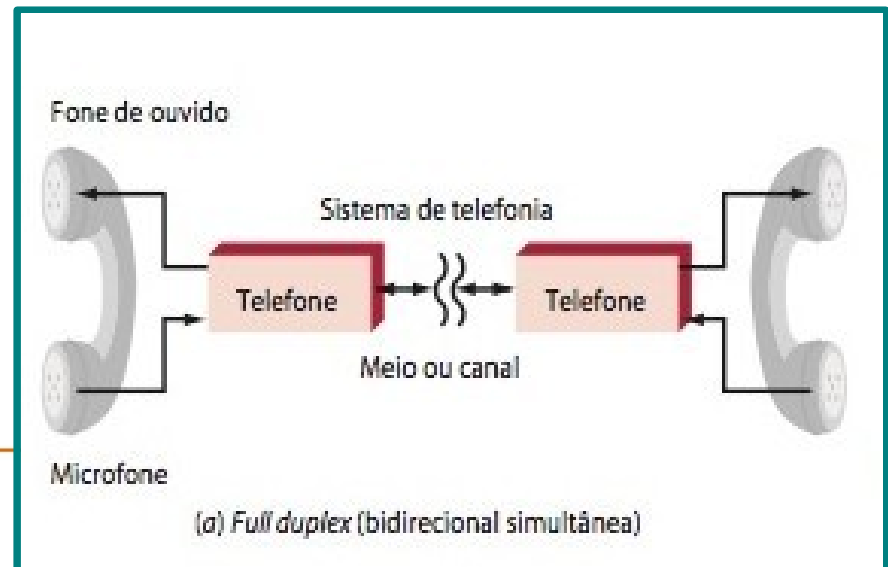 Fone de ouvido
Sistema de telefonia
Telefone
Telefone
Meio ou canal
Microfone
(a) Full duplex (bidirecional simultânea)